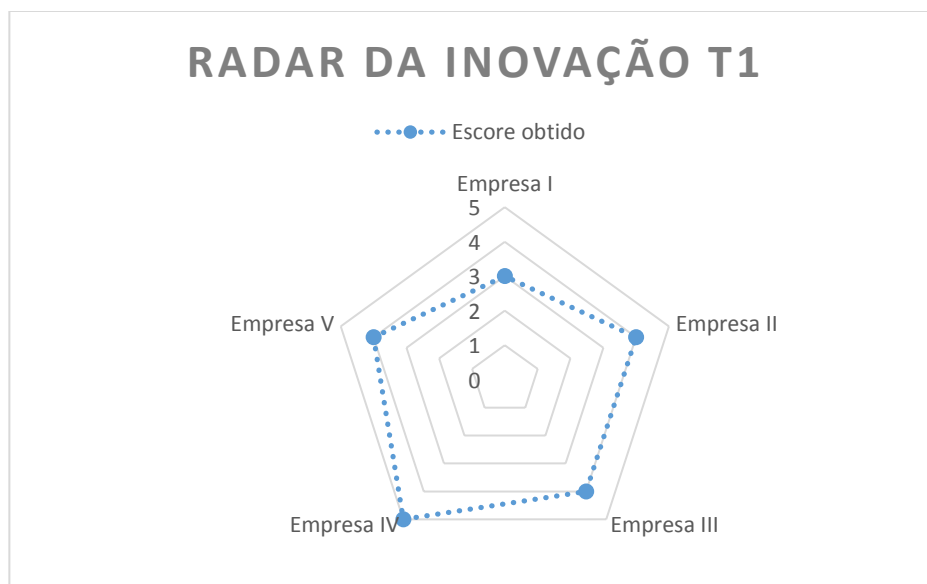 RADAR DA INOVAÇÃO T1
Escore obtido
Empresa I
5
4
3
2
1
0
Empresa V
Empresa II
Empresa IV
Empresa III